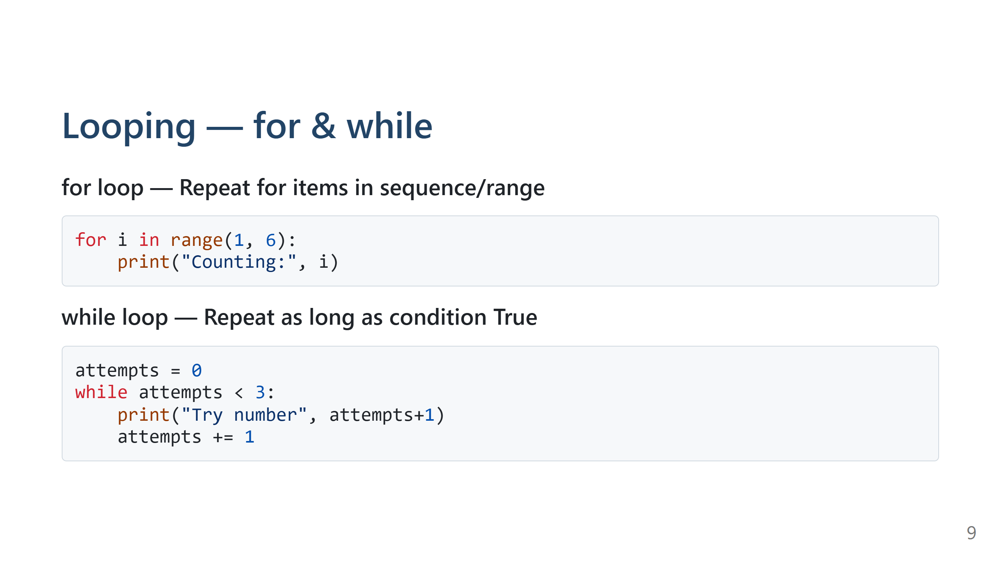 Looping — for & while
for loop — Repeat for items in sequence/range
for i in range(1, 6):
    print("Counting:", i)
while loop — Repeat as long as condition True
attempts = 0
while attempts < 3:
    print("Try number", attempts+1)
    attempts += 1
9